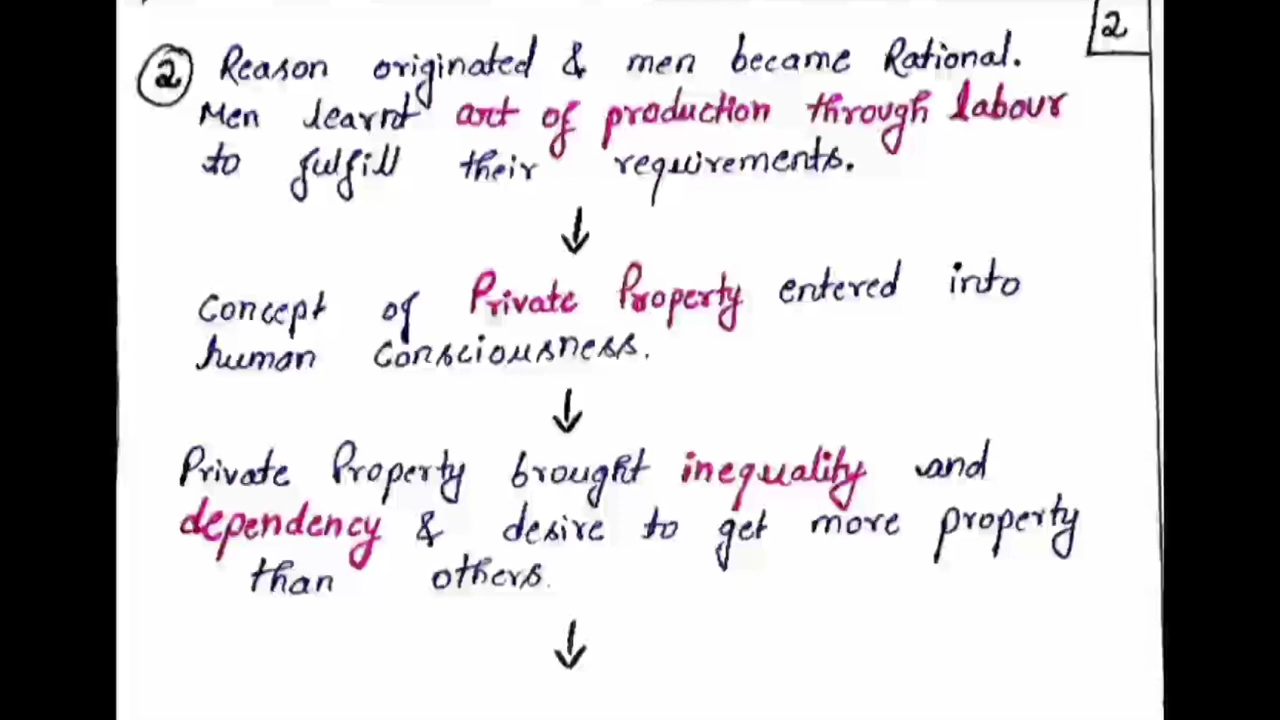 2
② Reason originated & men became Rational.
Men learnt art of production through labour
to fulfill their requirements.
↓
Concept of Private Property entered into
human consciousness.
↓
Private Property brought inequality and
dependency & desire to get more property
than others.
↓